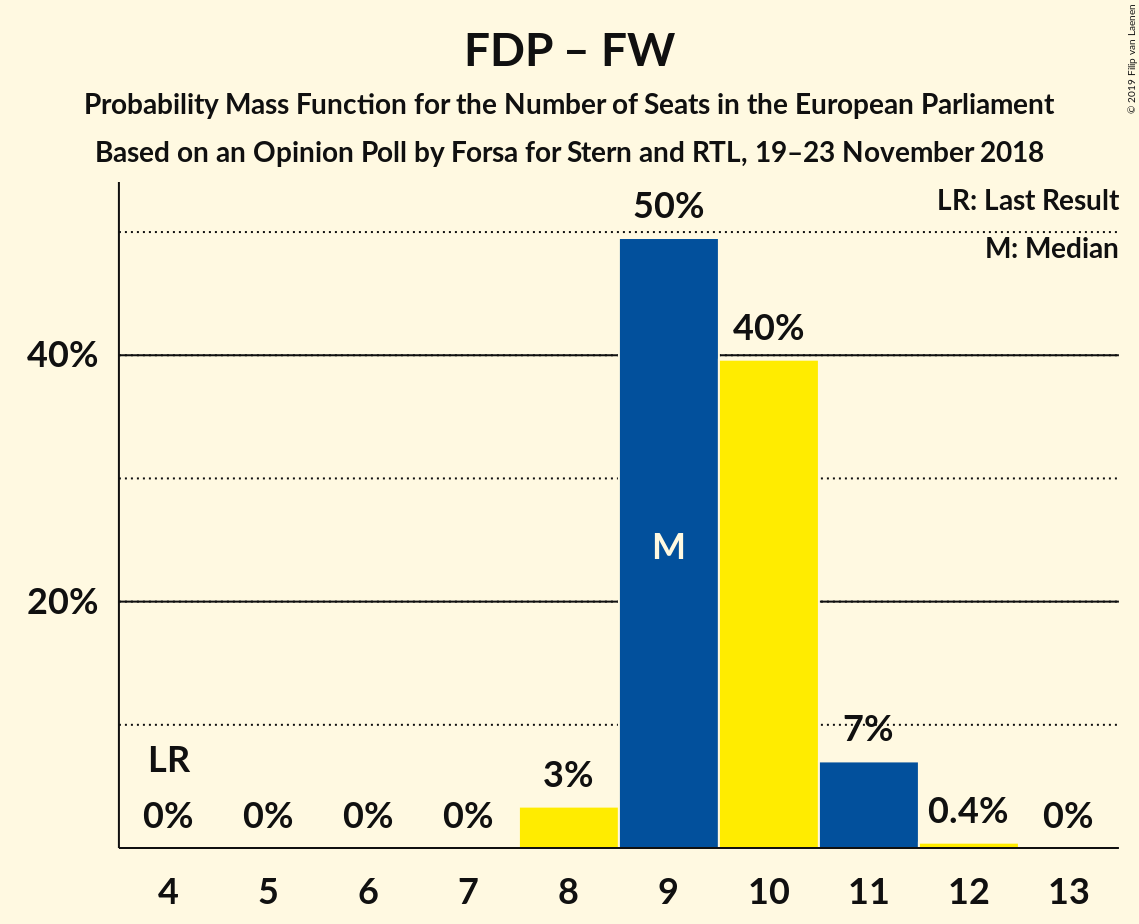 FDP – FW
Probability Mass Function for the Number of Seats in the European Parliament
Based on an Opinion Poll by Forsa for Stern and RTL, 19–23 November 2018
© 2019 Filip van Laenen
LR: Last Result
M: Median
50%
40%
40%
M
20%
7%
LR
3%
0% 0% 0% 0% 0.4% 0%
4 5 6 7 8 9 10 11 12 13